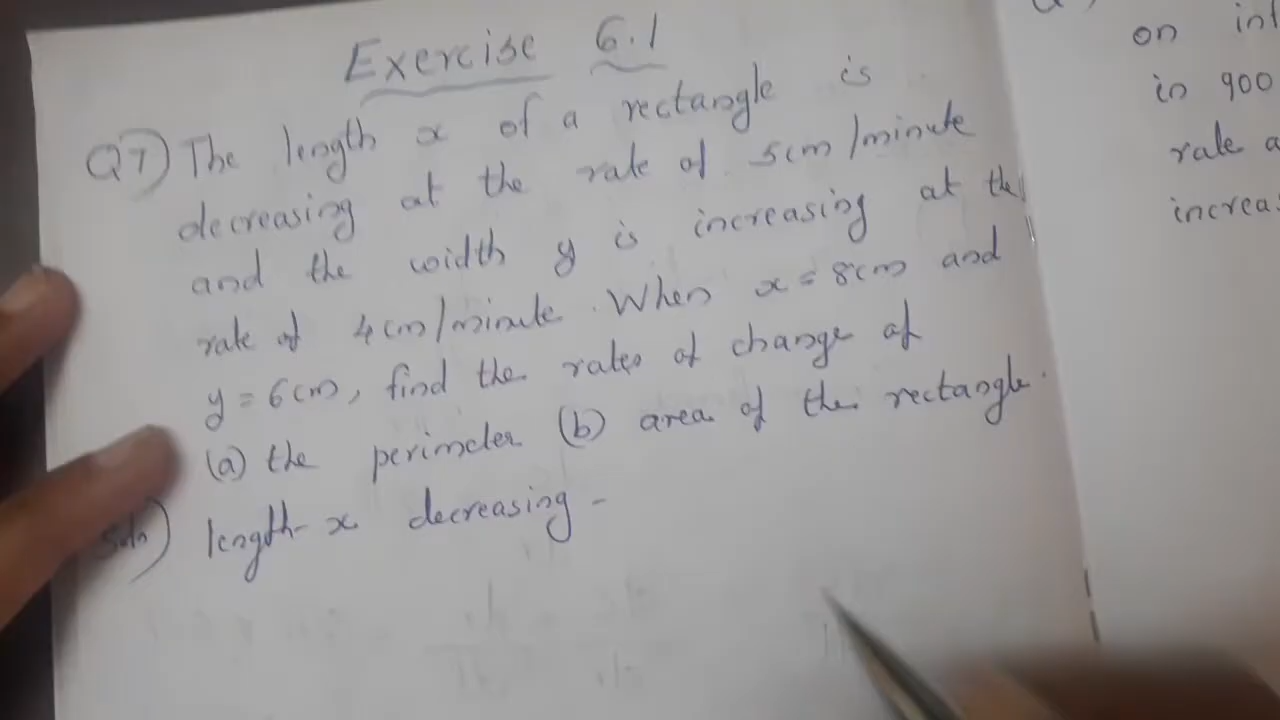 Exercise 6.1
Q7) The length x of a rectangle is
decreasing at the rate of 5cm/minute
and the width y is increasing at the
rate of 4cm/minute. When x = 8cm and
y = 6cm, find the rates of change of
(a) the perimeter (b) area of the rectangle.
Soln) length x decreasing -
on int
in 900
rate a
increas